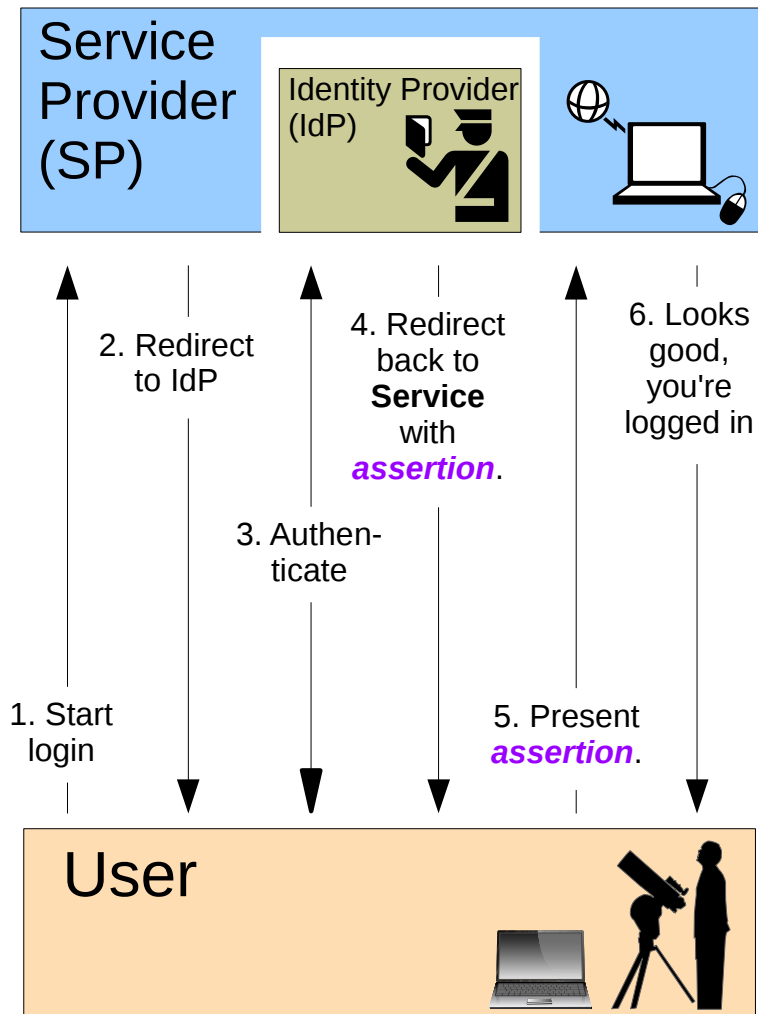 Service
Provider
(SP)
Identity Provider
(IdP)
1. Start
login
2. Redirect
to IdP
3. Authen-
ticate
4. Redirect
back to
Service
with
assertion.
5. Present
assertion.
6. Looks
good,
you're
logged in
User